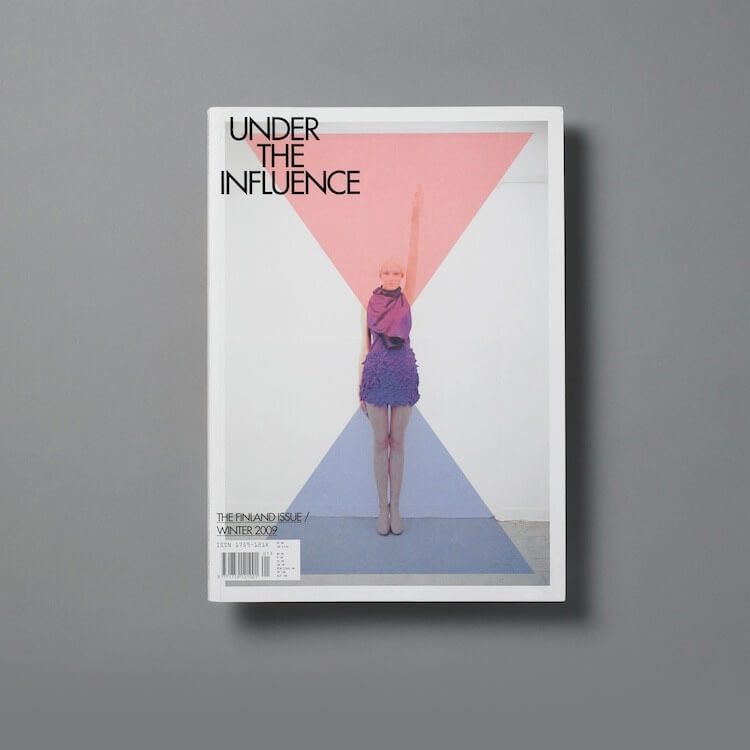 UNDER
THE
INFLUENCE
THE FINLAND ISSUE /
WINTER 2009